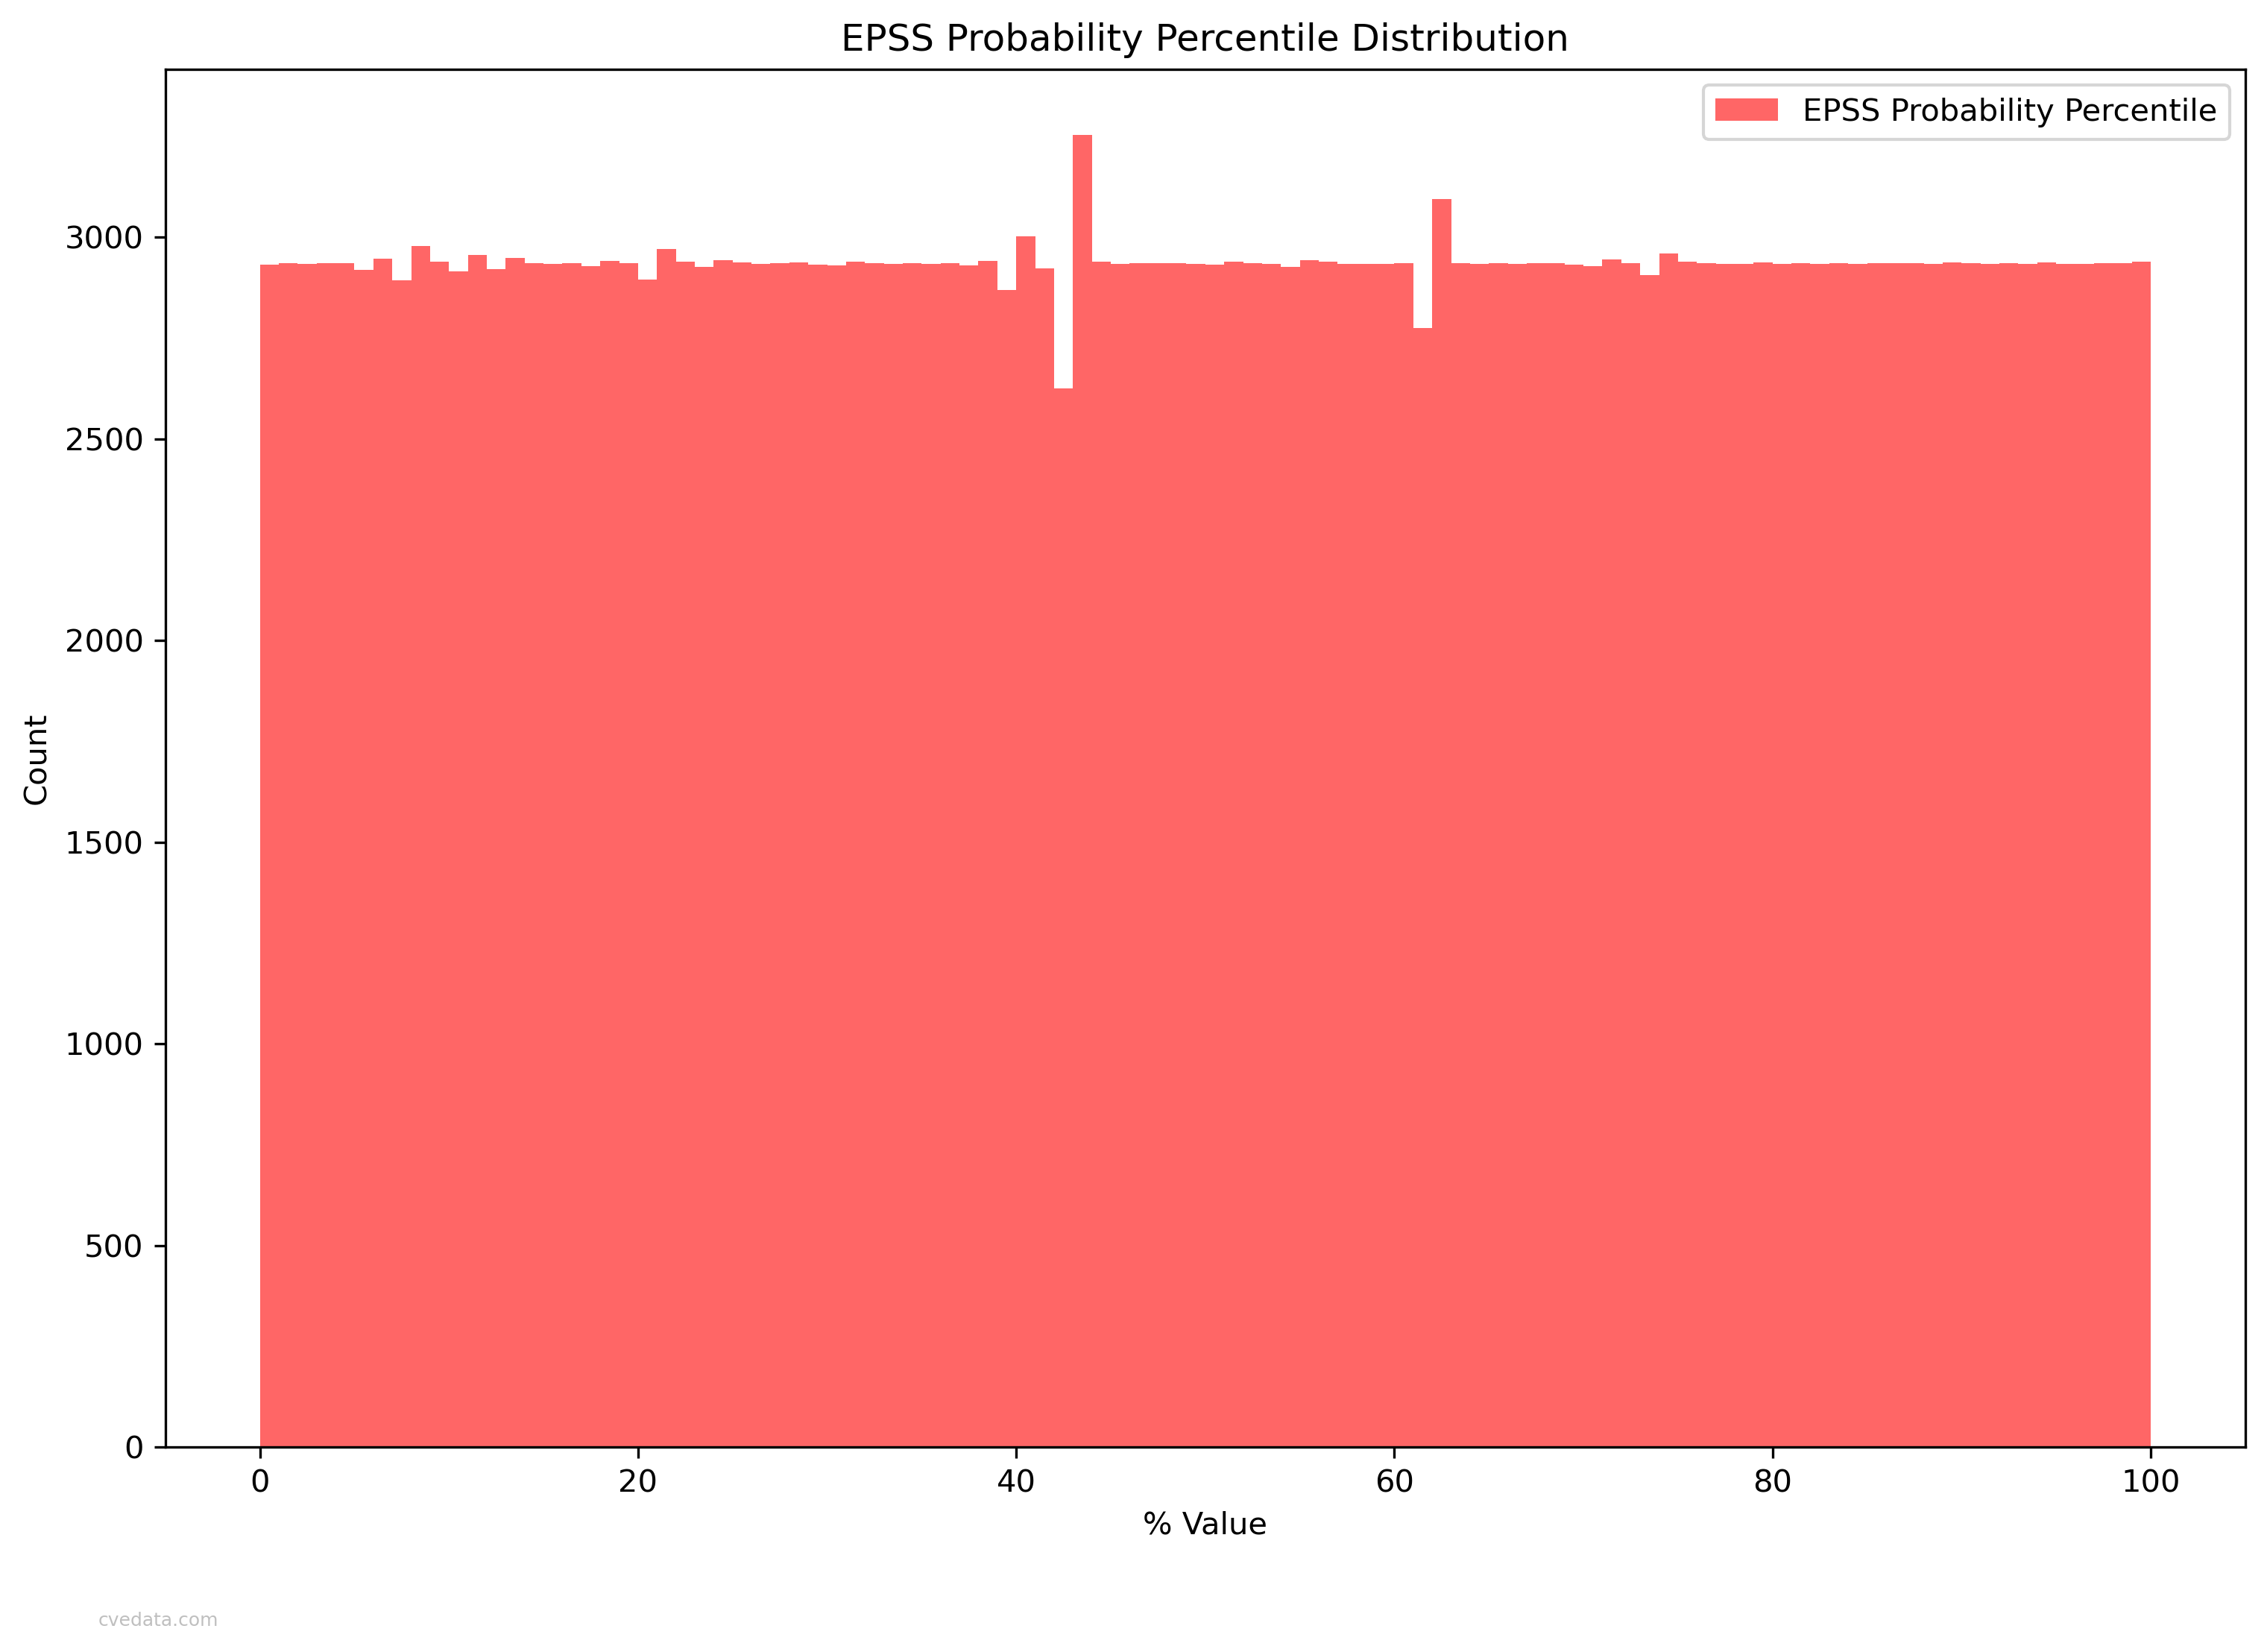 EPSS Probability Percentile Distribution
EPSS Probability Percentile
3000
2500
2000
1500
1000
500
0
Count
0 20 40 60 80 100
% Value
cvedata.com